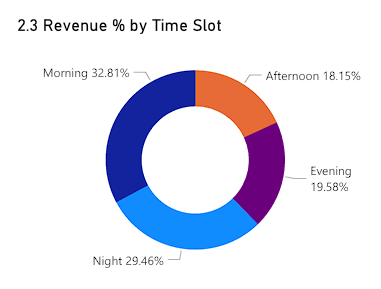 2.3 Revenue % by Time Slot
Morning 32.81%
Afternoon 18.15%
Evening
19.58%
Night 29.46%